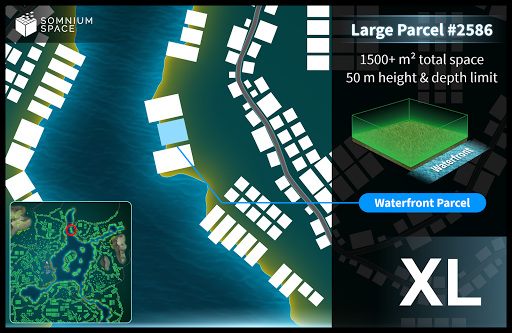 SOMNIUM
SPACE
Large Parcel #2586
1500+ m² total space
50 m height & depth limit
Waterfront
Waterfront Parcel
XL